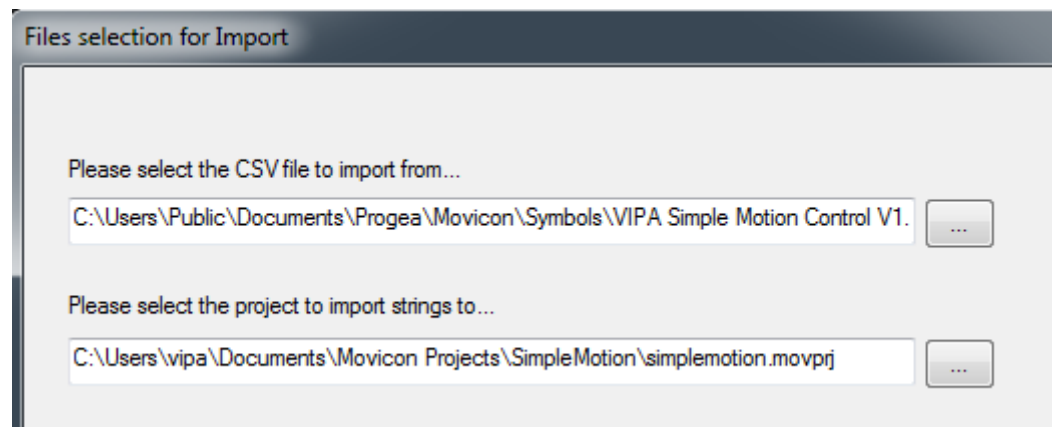 Files selection for Import
Please select the CSV file to import from...
C:\Users\Public\Documents\Progea\Movicon\Symbols\VIPA Simple Motion Control V1.
...
Please select the project to import strings to...
C:\Users\vipa\Documents\Movicon Projects\SimpleMotion\simplemotion.movprj
...